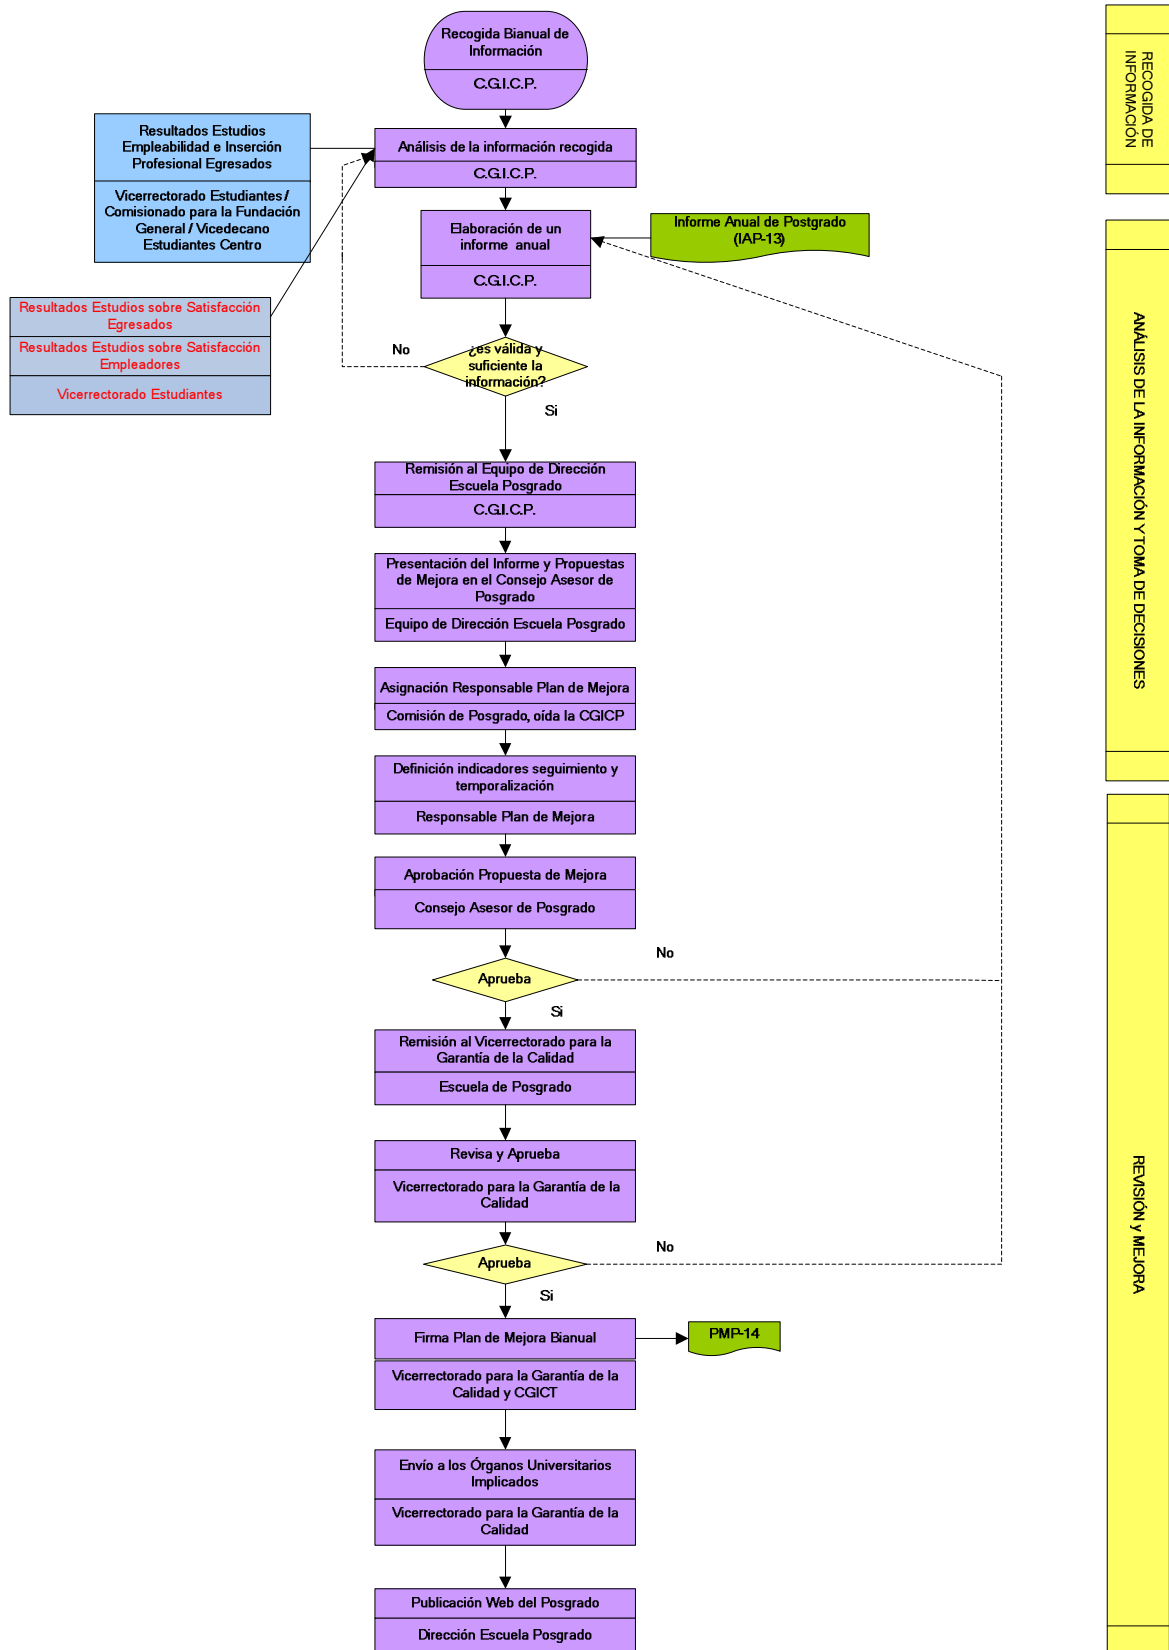 Recogida Bianual de
Información
C.G.I.C.P.
RECOGIDA DE
INFORMACIÓN
Resultados Estudios
Empleabilidad e Inserción
Profesional Egresados
Vicerrectorado Estudiantes /
Comisionado para la Fundación
General / Vicedecano
Estudiantes Centro
Análisis de la información recogida
C.G.I.C.P.
Elaboración de un
informe anual
C.G.I.C.P.
Informe Anual de Postgrado
(IAP-13)
Resultados Estudios sobre Satisfacción
Egresados
Resultados Estudios sobre Satisfacción
Empleadores
Vicerrectorado Estudiantes
No
¿es válida y
suficiente la
información?
Si
ANÁLISIS DE LA INFORMACIÓN Y TOMA DE DECISIONES
Remisión al Equipo de Dirección
Escuela Posgrado
C.G.I.C.P.
Presentación del Informe y Propuestas
de Mejora en el Consejo Asesor de
Posgrado
Equipo de Dirección Escuela Posgrado
Asignación Responsable Plan de Mejora
Comisión de Posgrado, oída la CGICP
Definición indicadores seguimiento y
temporalización
Responsable Plan de Mejora
Aprobación Propuesta de Mejora
Consejo Asesor de Posgrado
No
Aprueba
Si
Remisión al Vicerrectorado para la
Garantía de la Calidad
Escuela de Posgrado
Revisa y Aprueba
Vicerrectorado para la Garantía de la
Calidad
REVISIÓN y MEJORA
No
Aprueba
Si
Firma Plan de Mejora Bianual
PMP-14
Vicerrectorado para la Garantía de la
Calidad y CGICT
Envío a los Órganos Universitarios
Implicados
Vicerrectorado para la Garantía de la
Calidad
Publicación Web del Posgrado
Dirección Escuela Posgrado